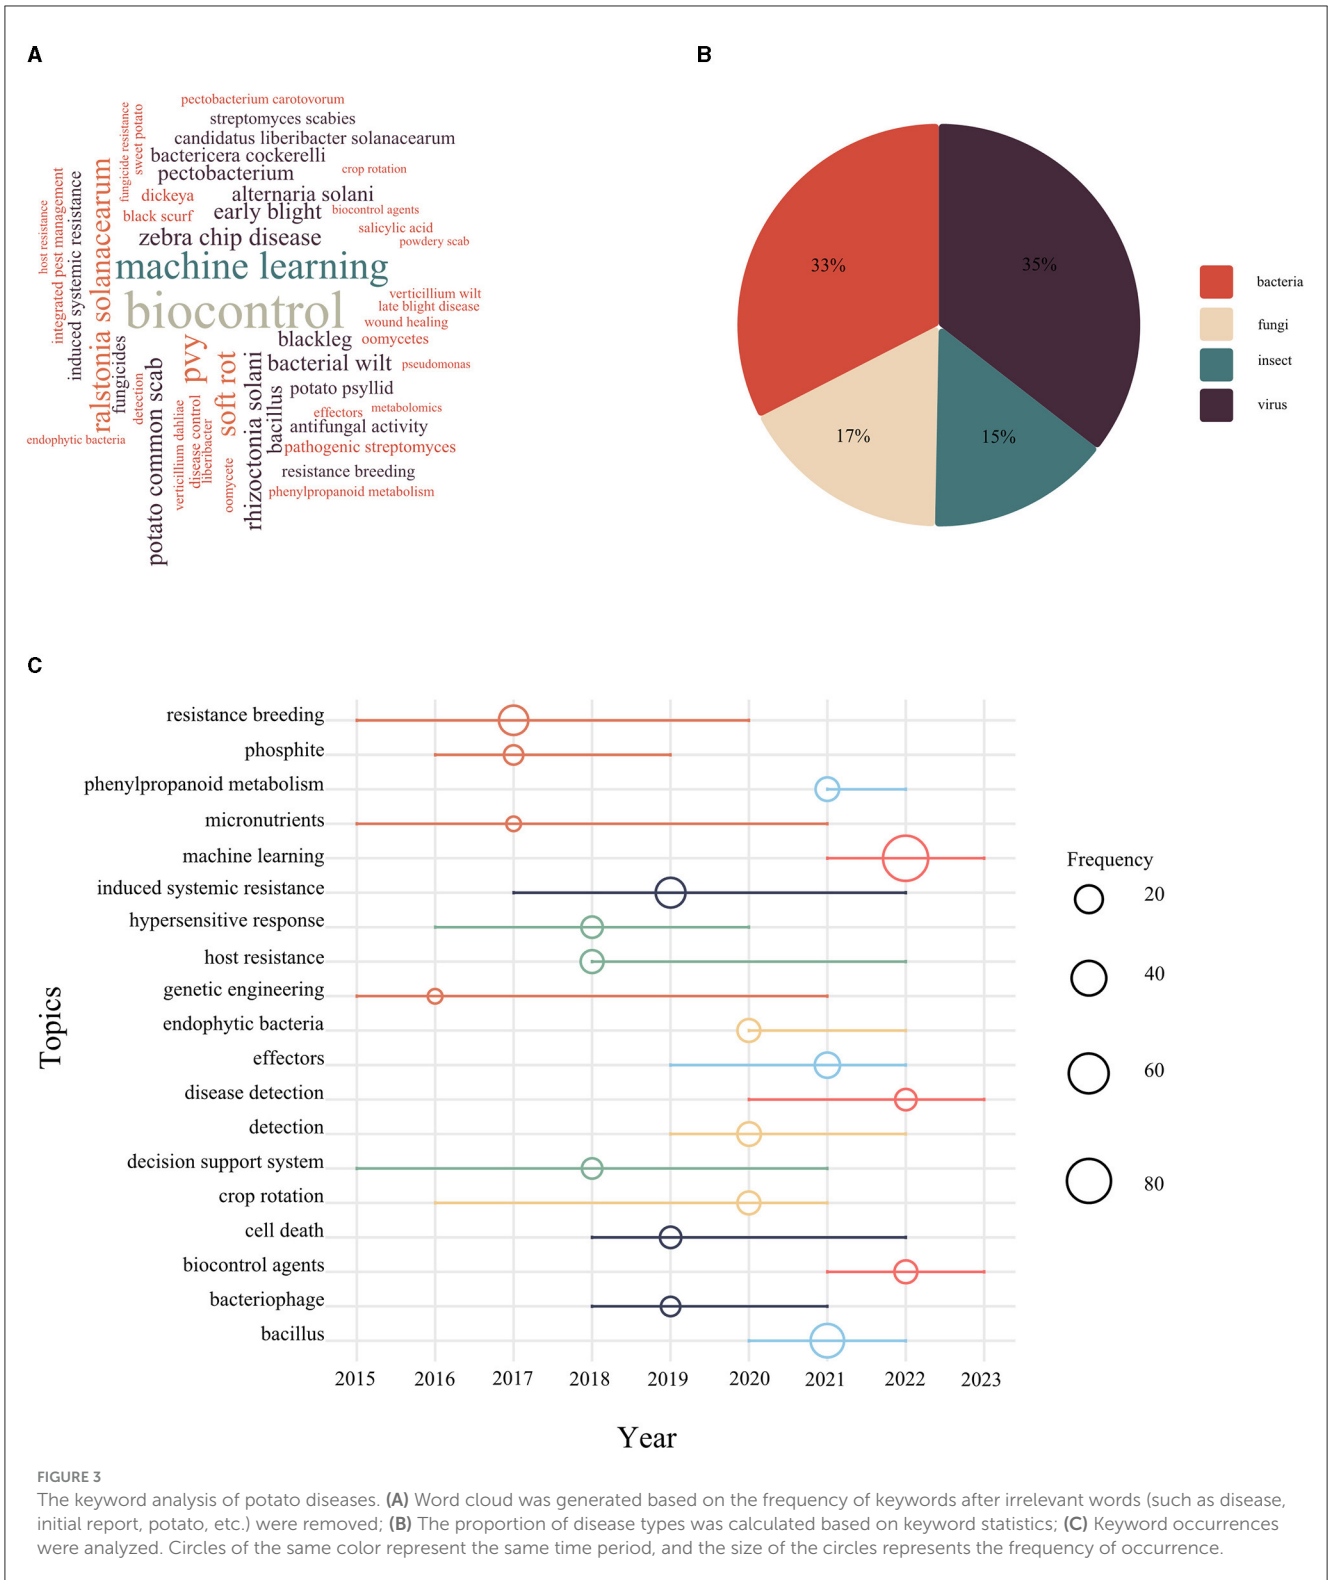 A
pectobacterium carotovorum
streptomyces scabies
candidatus liberibacter solanacearum
bactericera cockerelli
pectobacterium
crop rotation
fungicide resistance
sweet potato
dickeya
alternaria solani
black scurf
early blight
biocontrol agents
salicylic acid
zebra chip disease
powdery scab
host resistance
integrated pest management
induced systemic resistance
ralstonia solanacearum
machine learning
biocontrol
verticillium wilt
late blight disease
wound healing
blackleg
oomycetes
fungicides
pvy
soft rot
bacterial wilt
pseudomonas
detection
potato common scab
rhizoctonia solani
bacillus
potato psyllid
effectors
metabolomics
antifungal activity
endophytic bacteria
verticillium dahliae
disease control
liberibacter
pathogenic streptomyces
oomycete
resistance breeding
phenylpropanoid metabolism
B
33%
35%
17%
15%
bacteria
fungi
insect
virus
C
Topics
resistance breeding
phosphite
phenylpropanoid metabolism
micronutrients
machine learning
induced systemic resistance
hypersensitive response
host resistance
genetic engineering
endophytic bacteria
effectors
disease detection
detection
decision support system
crop rotation
cell death
biocontrol agents
bacteriophage
bacillus
2015 2016 2017 2018 2019 2020 2021 2022 2023
Year
Frequency
20
40
60
80
FIGURE 3
The keyword analysis of potato diseases. (A) Word cloud was generated based on the frequency of keywords after irrelevant words (such as disease,
initial report, potato, etc.) were removed; (B) The proportion of disease types was calculated based on keyword statistics; (C) Keyword occurrences
were analyzed. Circles of the same color represent the same time period, and the size of the circles represents the frequency of occurrence.